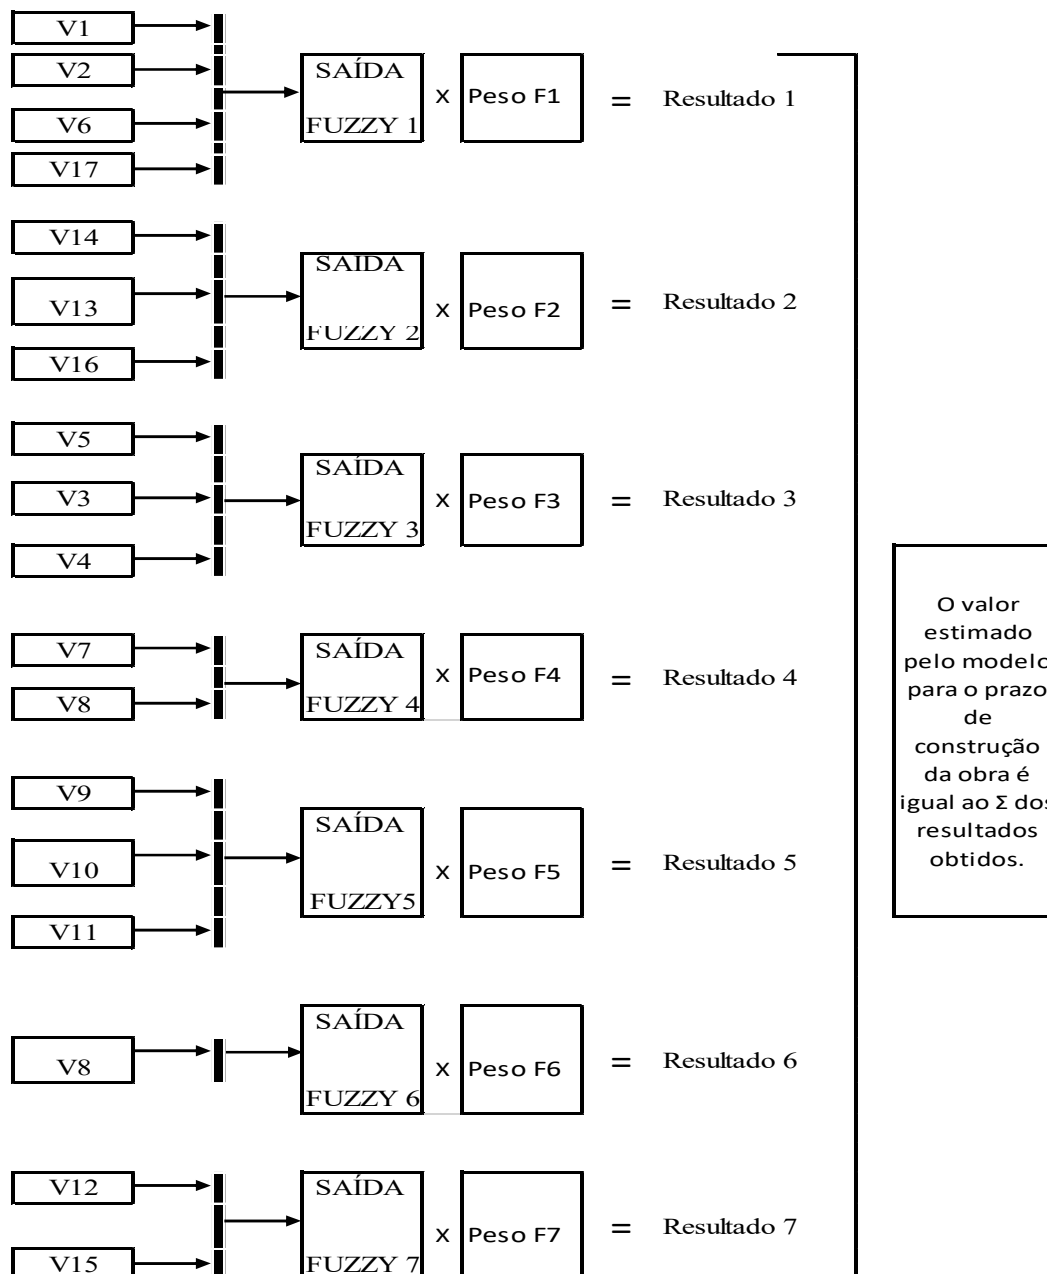 V1
V2
V6
V17
SAÍDA
FUZZY 1
x
Peso F1
=
Resultado 1
V14
V13
V16
SAÍDA
FUZZY 2
x
Peso F2
=
Resultado 2
V5
V3
V4
SAÍDA
FUZZY 3
x
Peso F3
=
Resultado 3
V7
V8
SAÍDA
FUZZY 4
x
Peso F4
=
Resultado 4
V9
V10
V11
SAÍDA
FUZZY5
x
Peso F5
=
Resultado 5
V8
SAÍDA
FUZZY 6
x
Peso F6
=
Resultado 6
V12
V15
SAÍDA
FUZZY 7
x
Peso F7
=
Resultado 7
O valor
estimado
pelo modelo
para o prazo
de
construção
da obra é
igual ao Σ dos
resultados
obtidos.